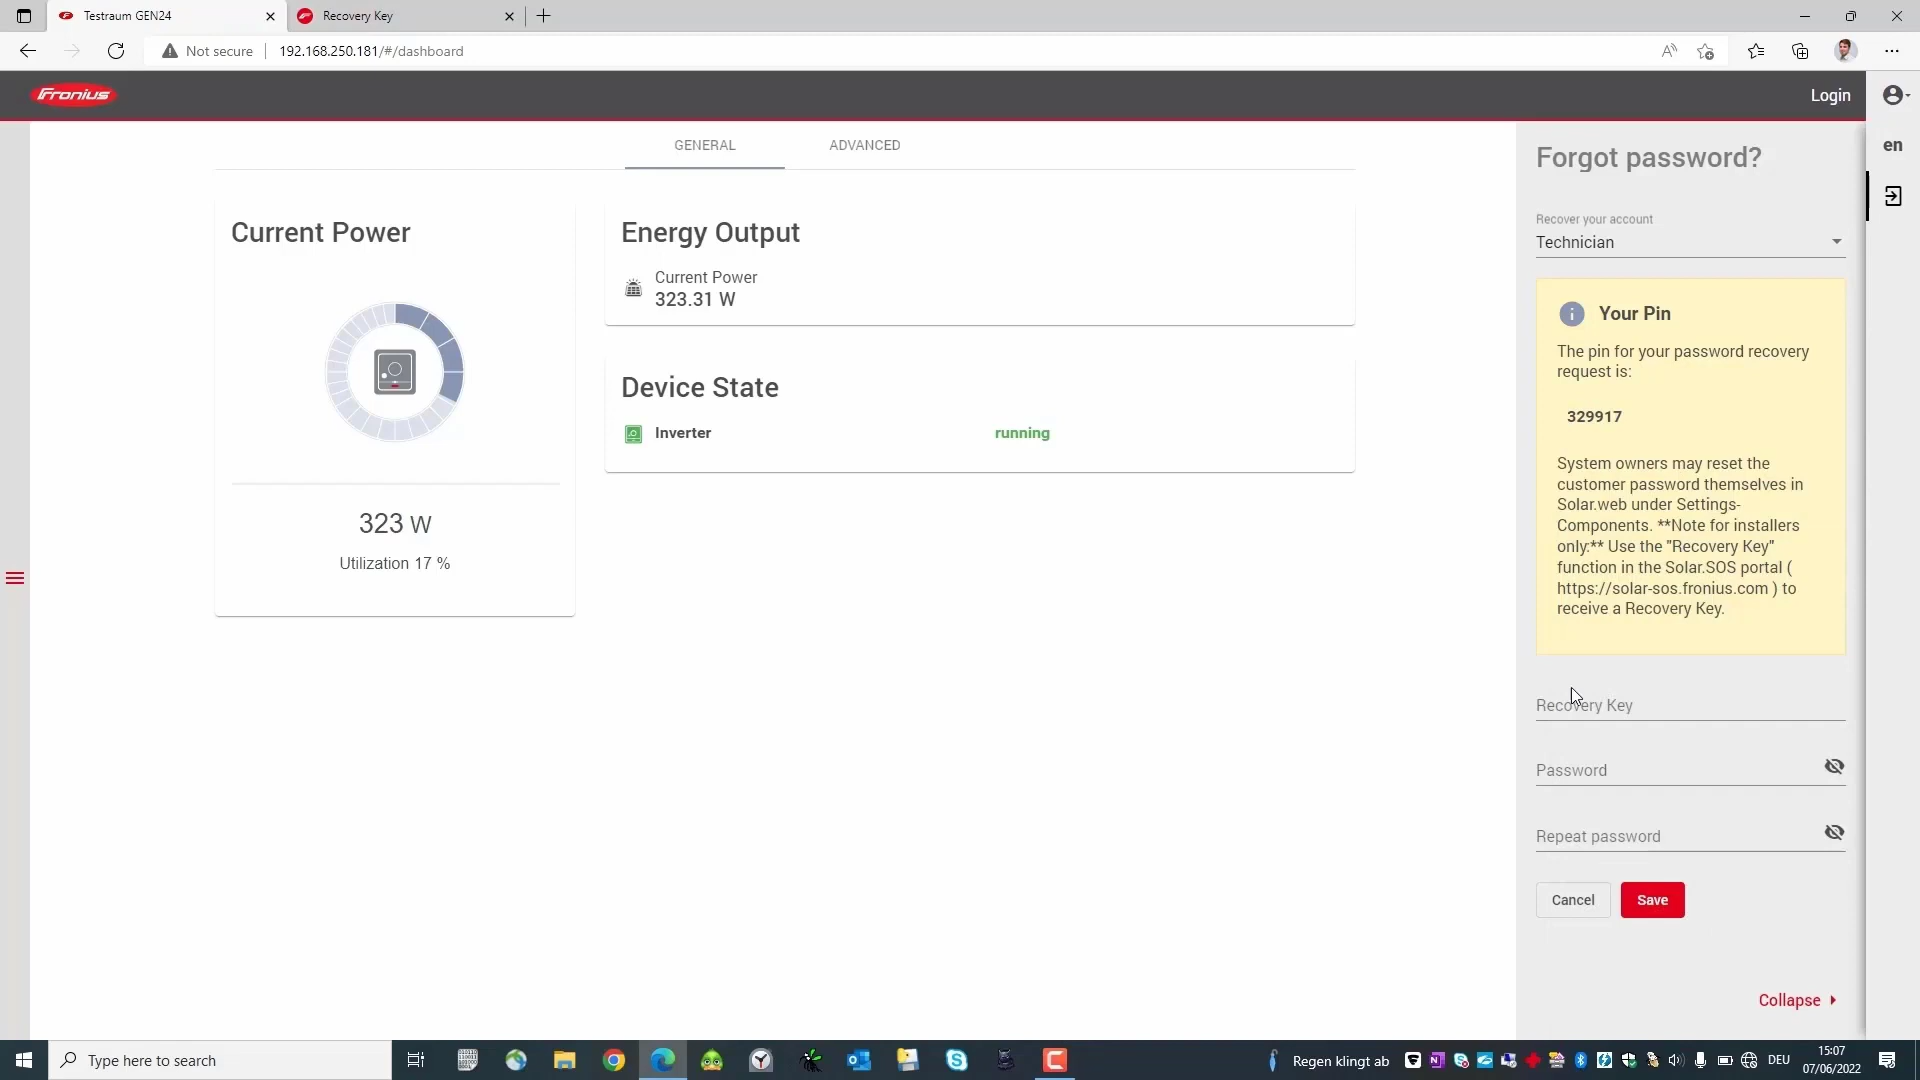 Testraum GEN24
Recovery Key
Not secure
192.168.250.181/#/dashboard
Fronius
Login
en
GENERAL
ADVANCED
Current Power
323 W
Utilization 17 %
Energy Output
Current Power
323.31 W
Device State
Inverter
running
Forgot password?
Recover your account
Technician
Your Pin
The pin for your password recovery
request is:
329917
System owners may reset the
customer password themselves in
Solar.web under Settings-
Components. **Note for installers
only:** Use the "Recovery Key"
function in the Solar.SOS portal (
https://solar-sos.fronius.com ) to
receive a Recovery Key.
Recovery Key
Password
Repeat password
Cancel
Save
Collapse
Type here to search
Regen klingt ab
DEU
15:07
07/06/2022